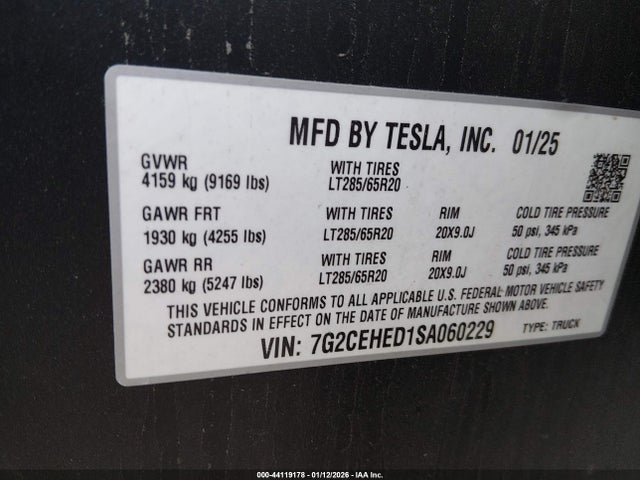 MFD BY TESLA, INC. 01/25
GVWR WITH TIRES
4159 kg (9169 lbs) LT285/65R20
GAWR FRT WITH TIRES RIM COLD TIRE PRESSURE
1930 kg (4255 lbs) LT285/65R20 20X9.0J 50 psi, 345 kPa
GAWR RR WITH TIRES RIM COLD TIRE PRESSURE
2380 kg (5247 lbs) LT285/65R20 20X9.0J 50 psi, 345 kPa
THIS VEHICLE CONFORMS TO ALL APPLICABLE U.S. FEDERAL MOTOR VEHICLE SAFETY
STANDARDS IN EFFECT ON THE DATE OF MANUFACTURE SHOWN ABOVE.
VIN: 7G2CEHED1SA060229 TYPE: TRUCK
000-44119178 - 01/12/2026 - IAA Inc.